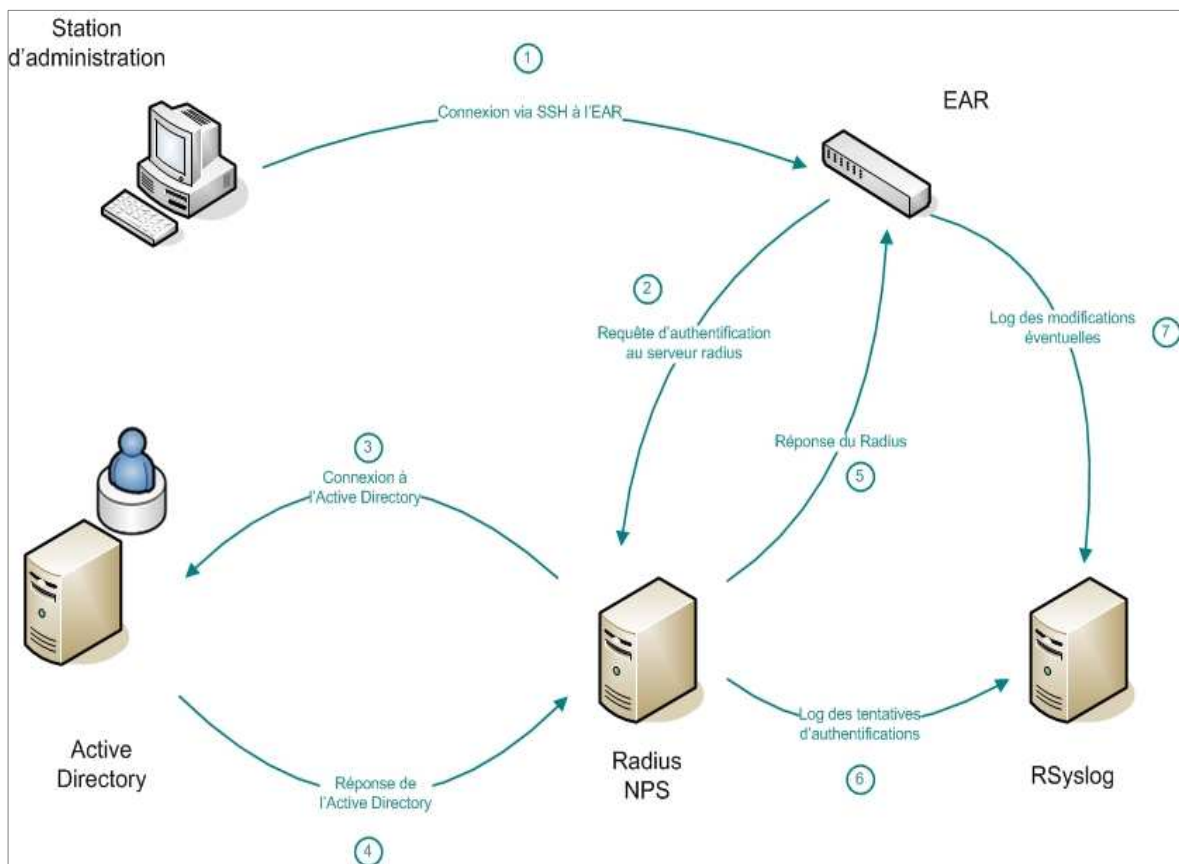 Station
d'administration
1
Connexion via SSH à l'EAR
EAR
2
Requête d'authentification
au serveur radius
Log des modifications
éventuelles
7
3
Connexion à
l'Active Directory
Réponse du Radius
5
Active
Directory
Réponse de
l'Active Directory
4
Radius
NPS
Log des tentatives
d'authentifications
6
RSyslog